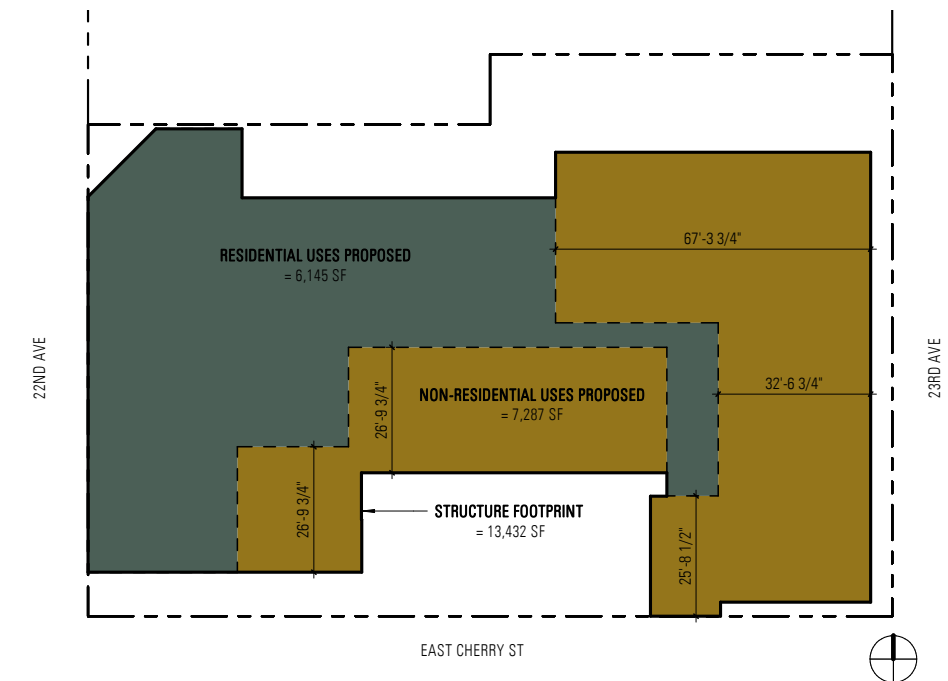 67'-3 3/4"
RESIDENTIAL USES PROPOSED
= 6,145 SF
22ND AVE
23RD AVE
32'-6 3/4"
26'-9 3/4"
NON-RESIDENTIAL USES PROPOSED
= 7,287 SF
26'-9 3/4"
STRUCTURE FOOTPRINT
= 13,432 SF
25'-8 1/2"
EAST CHERRY ST